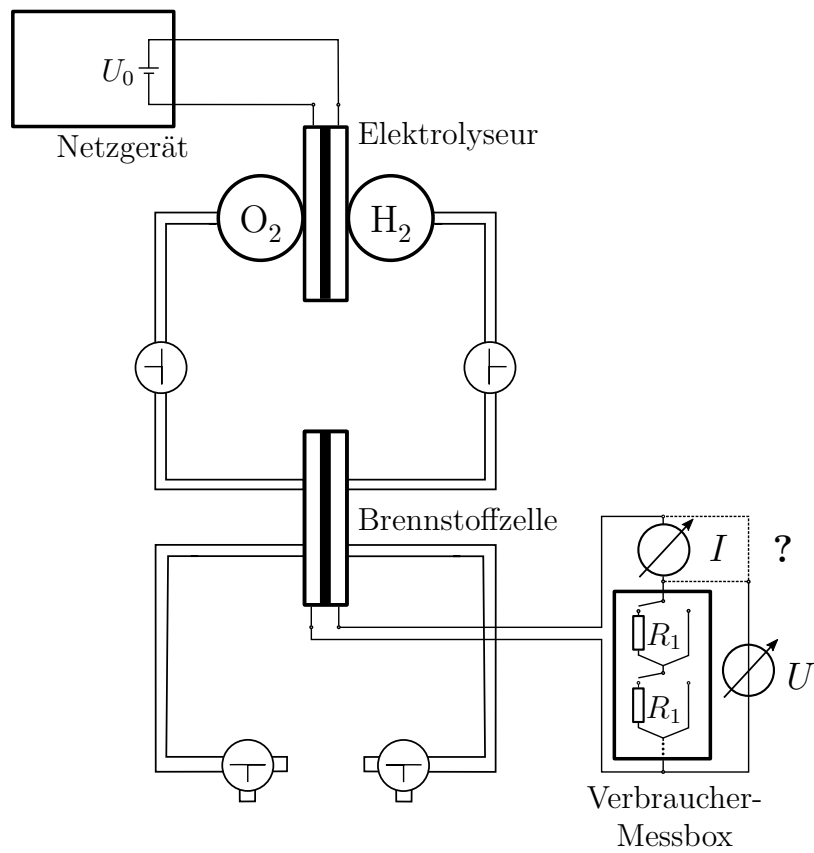 U₀
Netzgerät
Elektrolyseur
O₂
H₂
Brennstoffzelle
I
?
R₁
U
R₁
Verbraucher-
Messbox